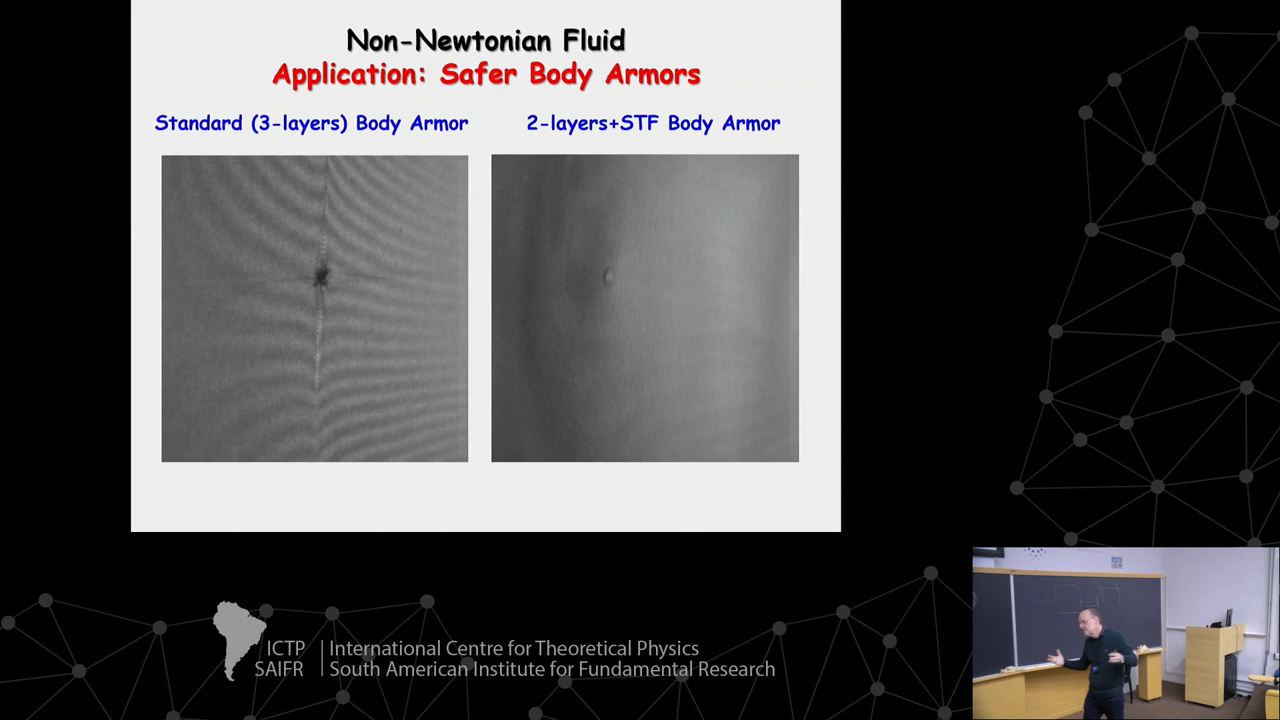 Non-Newtonian Fluid
Application: Safer Body Armors
Standard (3-layers) Body Armor
2-layers+STF Body Armor
ICTP
SAIFR
International Centre for Theoretical Physics
South American Institute for Fundamental Research